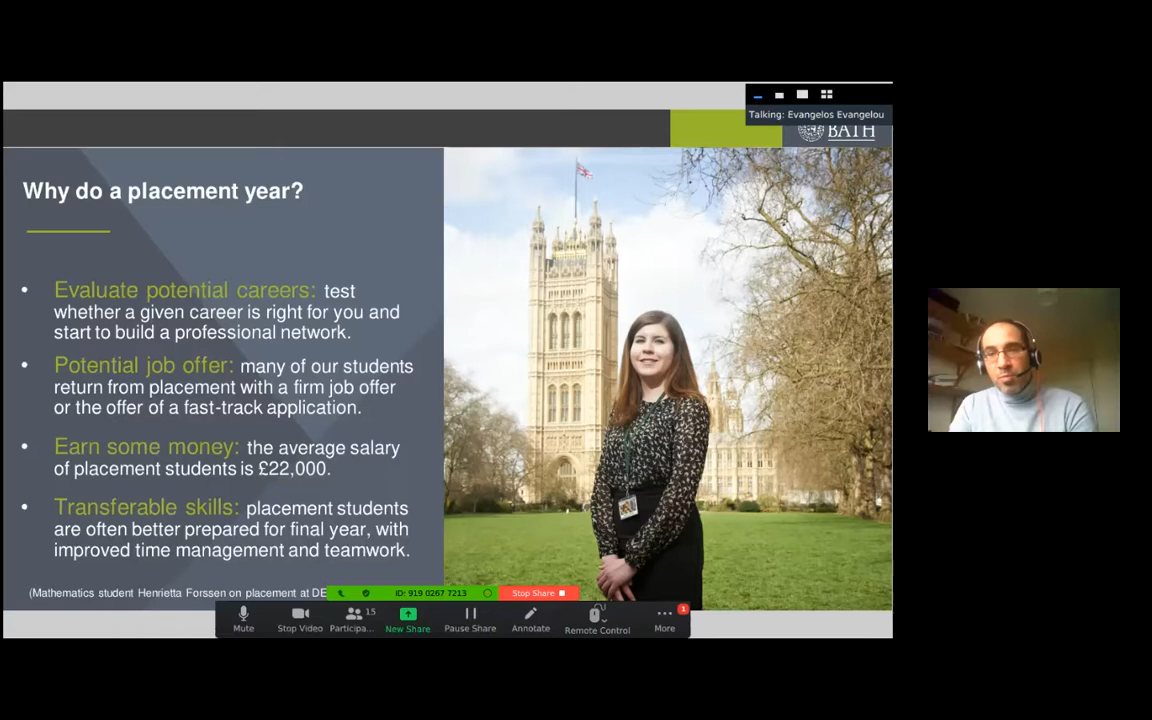 Talking: Evangelos Evangelou
BATH
Why do a placement year?
• Evaluate potential careers: test
whether a given career is right for you and
start to build a professional network.
• Potential job offer: many of our students
return from placement with a firm job offer
or the offer of a fast-track application.
• Earn some money: the average salary
of placement students is £22,000.
• Transferable skills: placement students
are often better prepared for final year, with
improved time management and teamwork.
(Mathematics student Henrietta Forssen on placement at DE
ID: 919 0267 7213
Stop Share
Mute
Stop Video
Participa... 15
New Share
Pause Share
Annotate
Remote Control
More 1